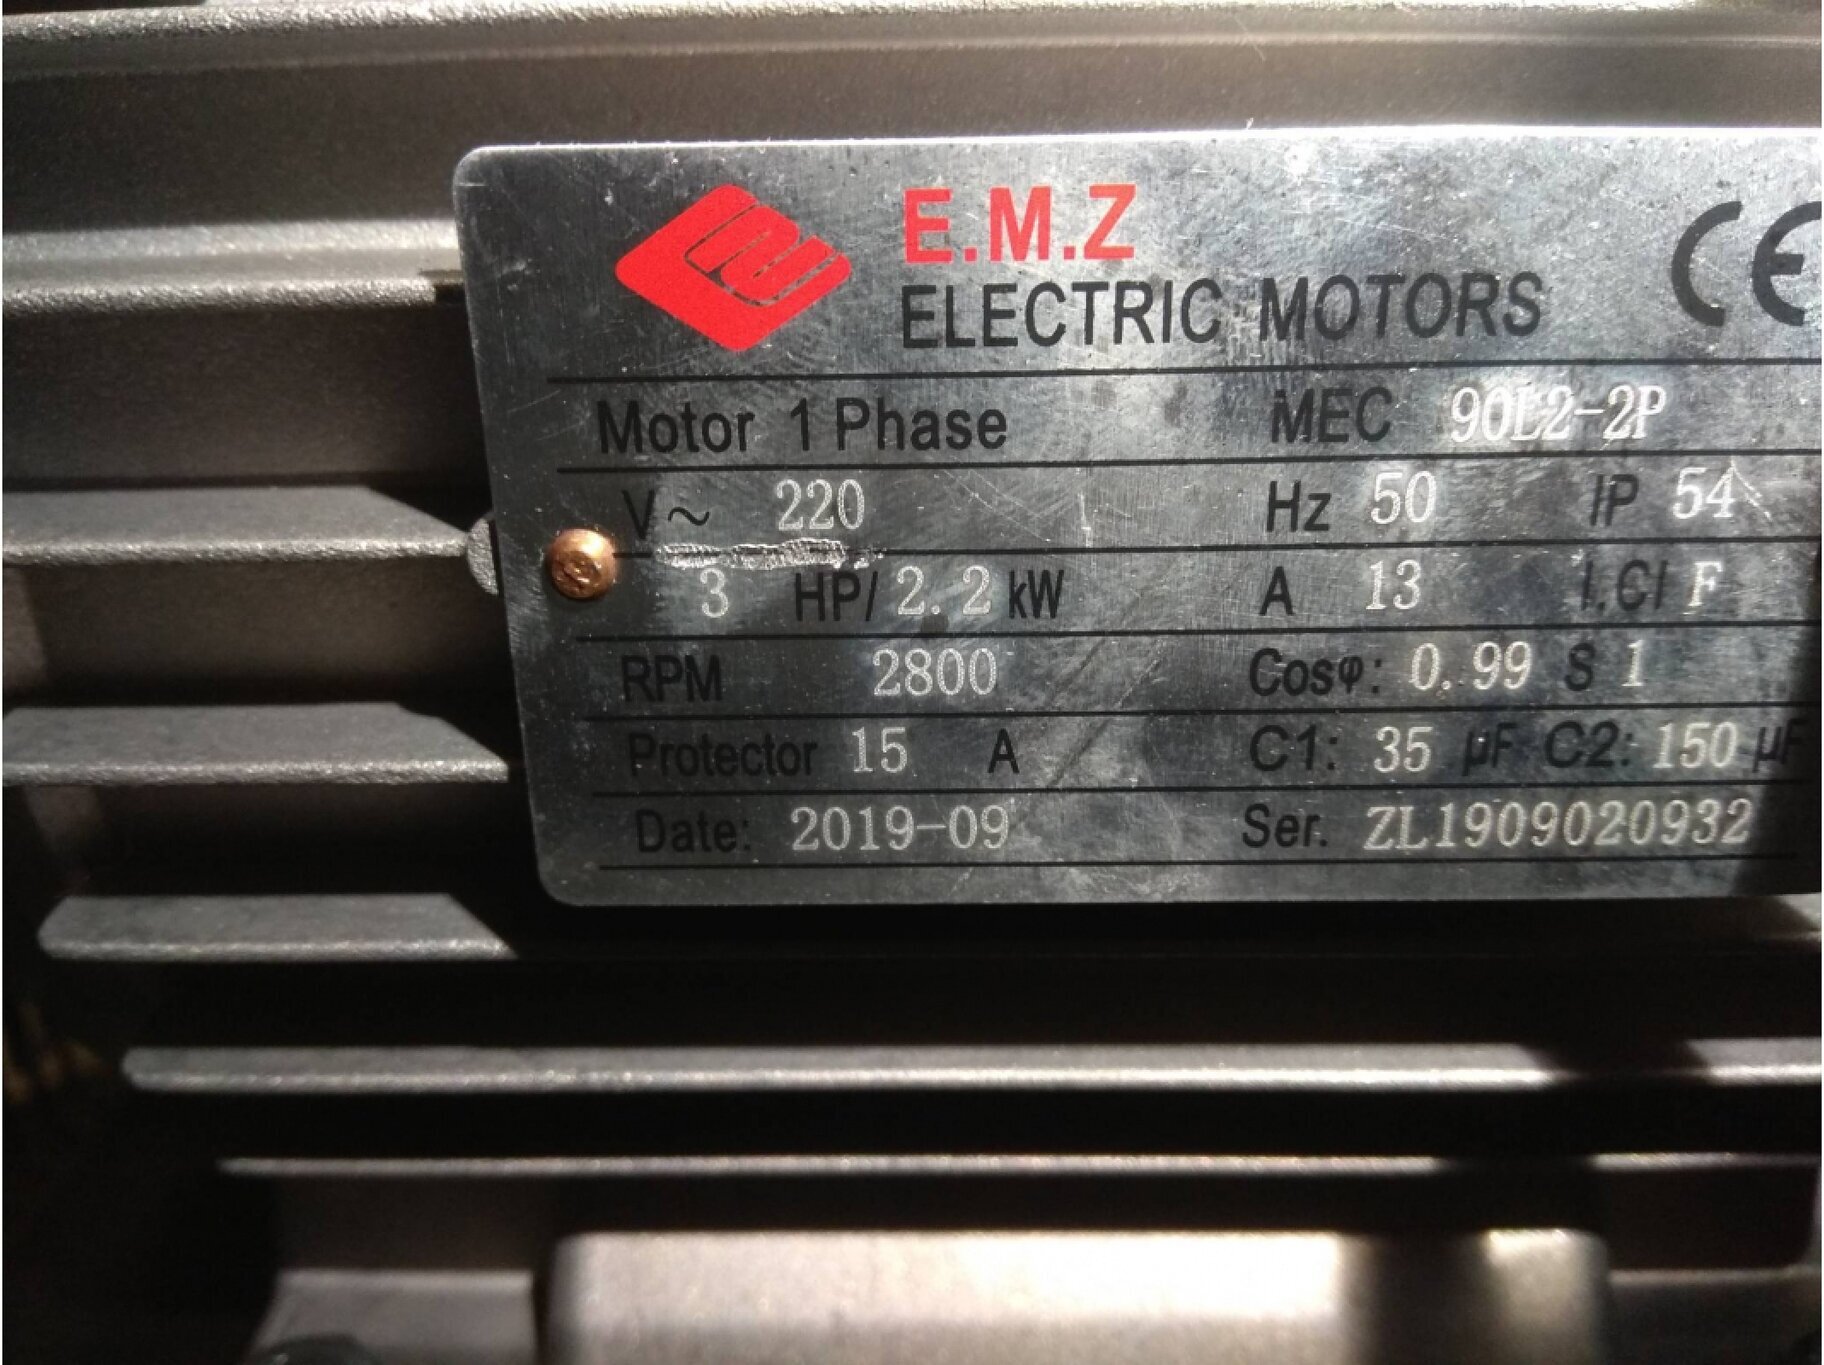 E.M.Z
ELECTRIC MOTORS CE
Motor 1 Phase MEC 90L2-2P
V~ 220 Hz 50 IP 54
3 HP/ 2.2 kW A 13 I.Cl F
RPM 2800 Cosφ: 0.99 S 1
Protector 15 A C1: 35 µF C2: 150 µF
Date: 2019-09 Ser. ZL1909020932